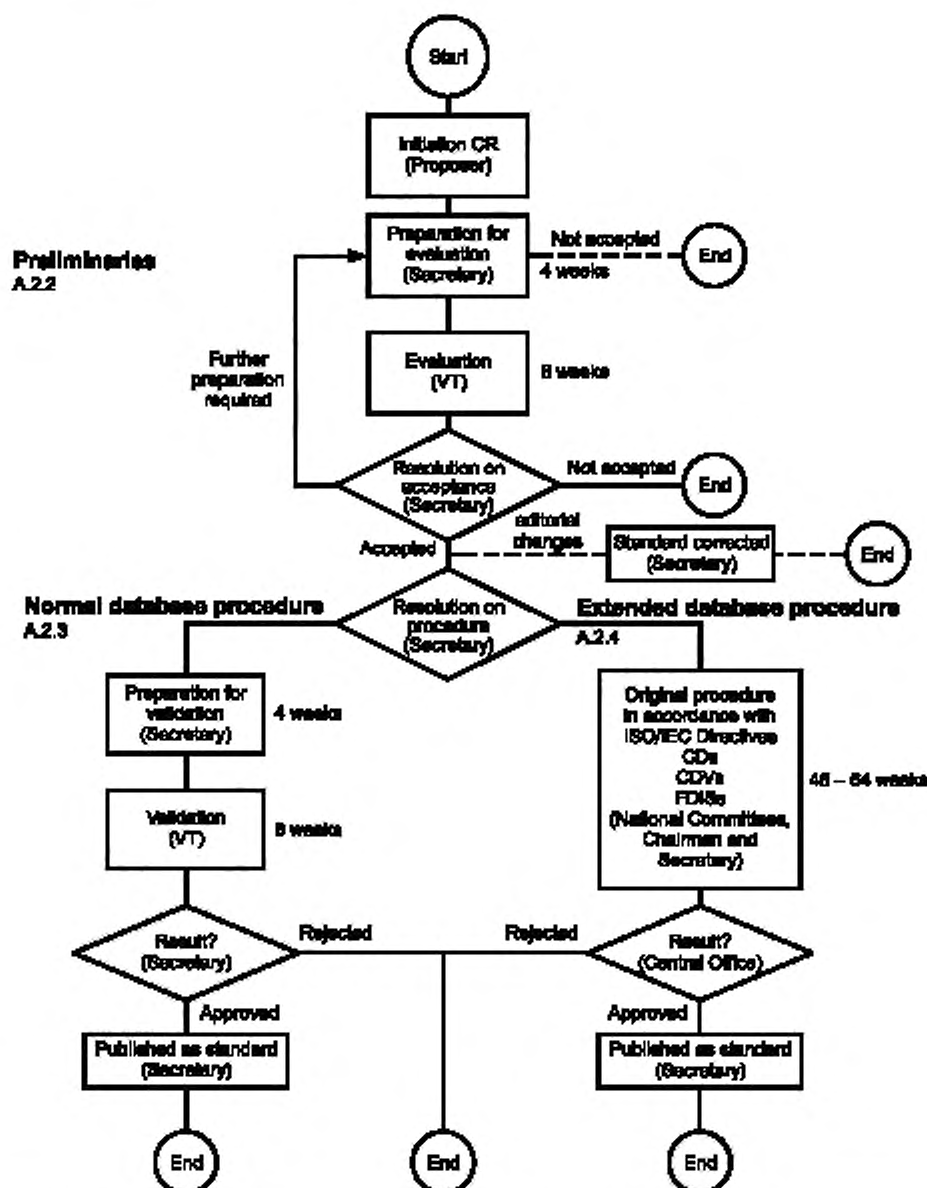 Start
Initiation CR
(Proposer)
Preliminaries
A.2.2
Preparation for
evaluation
(Secretary)
Not accepted
4 weeks
End
Further
preparation
required
Evaluation
(VT)
8 weeks
Resolution on
acceptance
(Secretary)
Not accepted
End
Accepted
editorial
changes
Standard corrected
(Secretary)
End
Normal database procedure
A.2.3
Resolution on
procedure
(Secretary)
Extended database procedure
A.2.4
Preparation for
validation
(Secretary)
4 weeks
Validation
(VT)
8 weeks
Original procedure
in accordance with
ISO/IEC Directives
CDs
CDVs
FDISs
(National Committees,
Chairman and
Secretary)
weeks
Result?
(Secretary)
Rejected
Rejected
Result?
(Central Office)
Approved
Approved
Published as standard
(Secretary)
Published as standard
(Secretary)
End
End
End